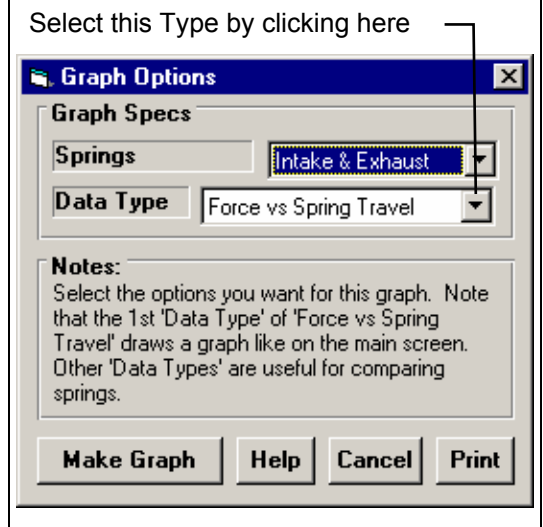 Select this Type by clicking here
Graph Options
Graph Specs
Springs
Intake & Exhaust
Data Type
Force vs Spring Travel
Notes:
Select the options you want for this graph. Note
that the 1st 'Data Type' of 'Force vs Spring
Travel' draws a graph like on the main screen.
Other 'Data Types' are useful for comparing
springs.
Make Graph
Help
Cancel
Print